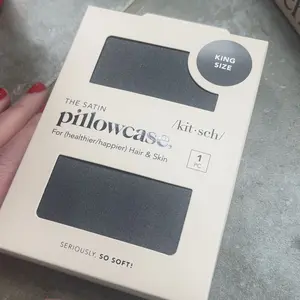 KING
SIZE
THE SATIN
pillowcase
/kit·sch/
For (healthier/happier) Hair & Skin
1
PC
SERIOUSLY, SO SOFT!